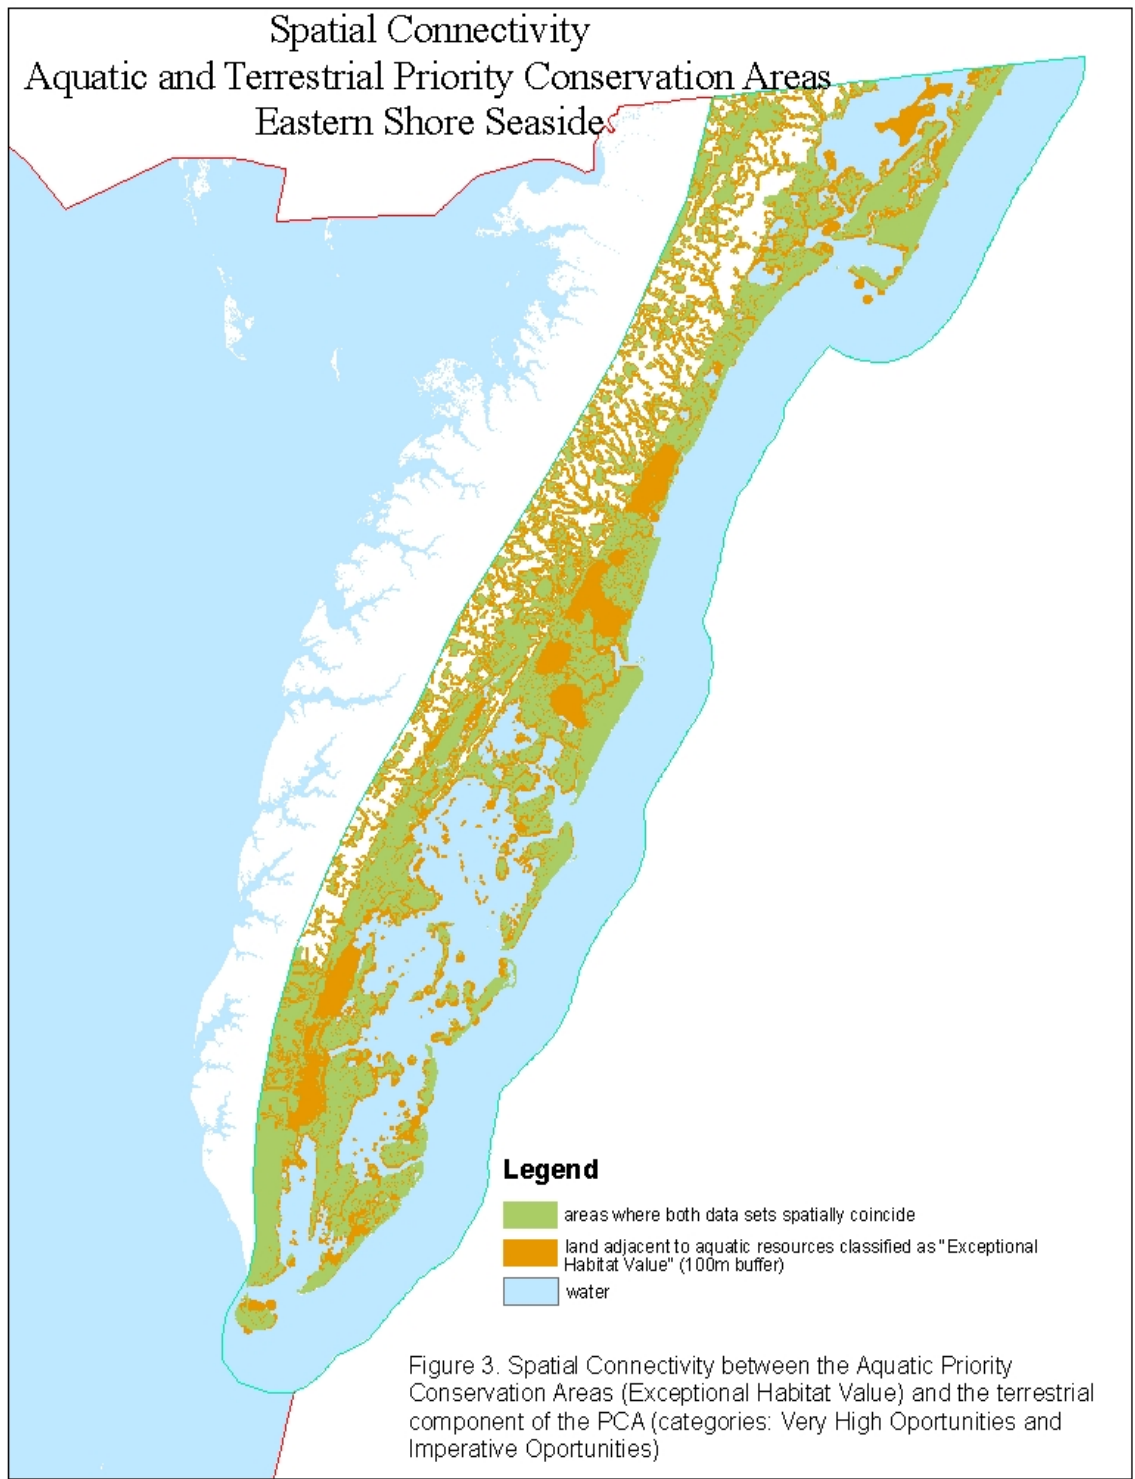 Spatial Connectivity
Aquatic and Terrestrial Priority Conservation Areas
Eastern Shore Seaside
Legend
areas where both data sets spatially coincide
land adjacent to aquatic resources classified as "Exceptional
Habitat Value" (100m buffer)
water
Figure 3. Spatial Connectivity between the Aquatic Priority
Conservation Areas (Exceptional Habitat Value) and the terrestrial
component of the PCA (categories: Very High Oportunities and
Imperative Oportunities)